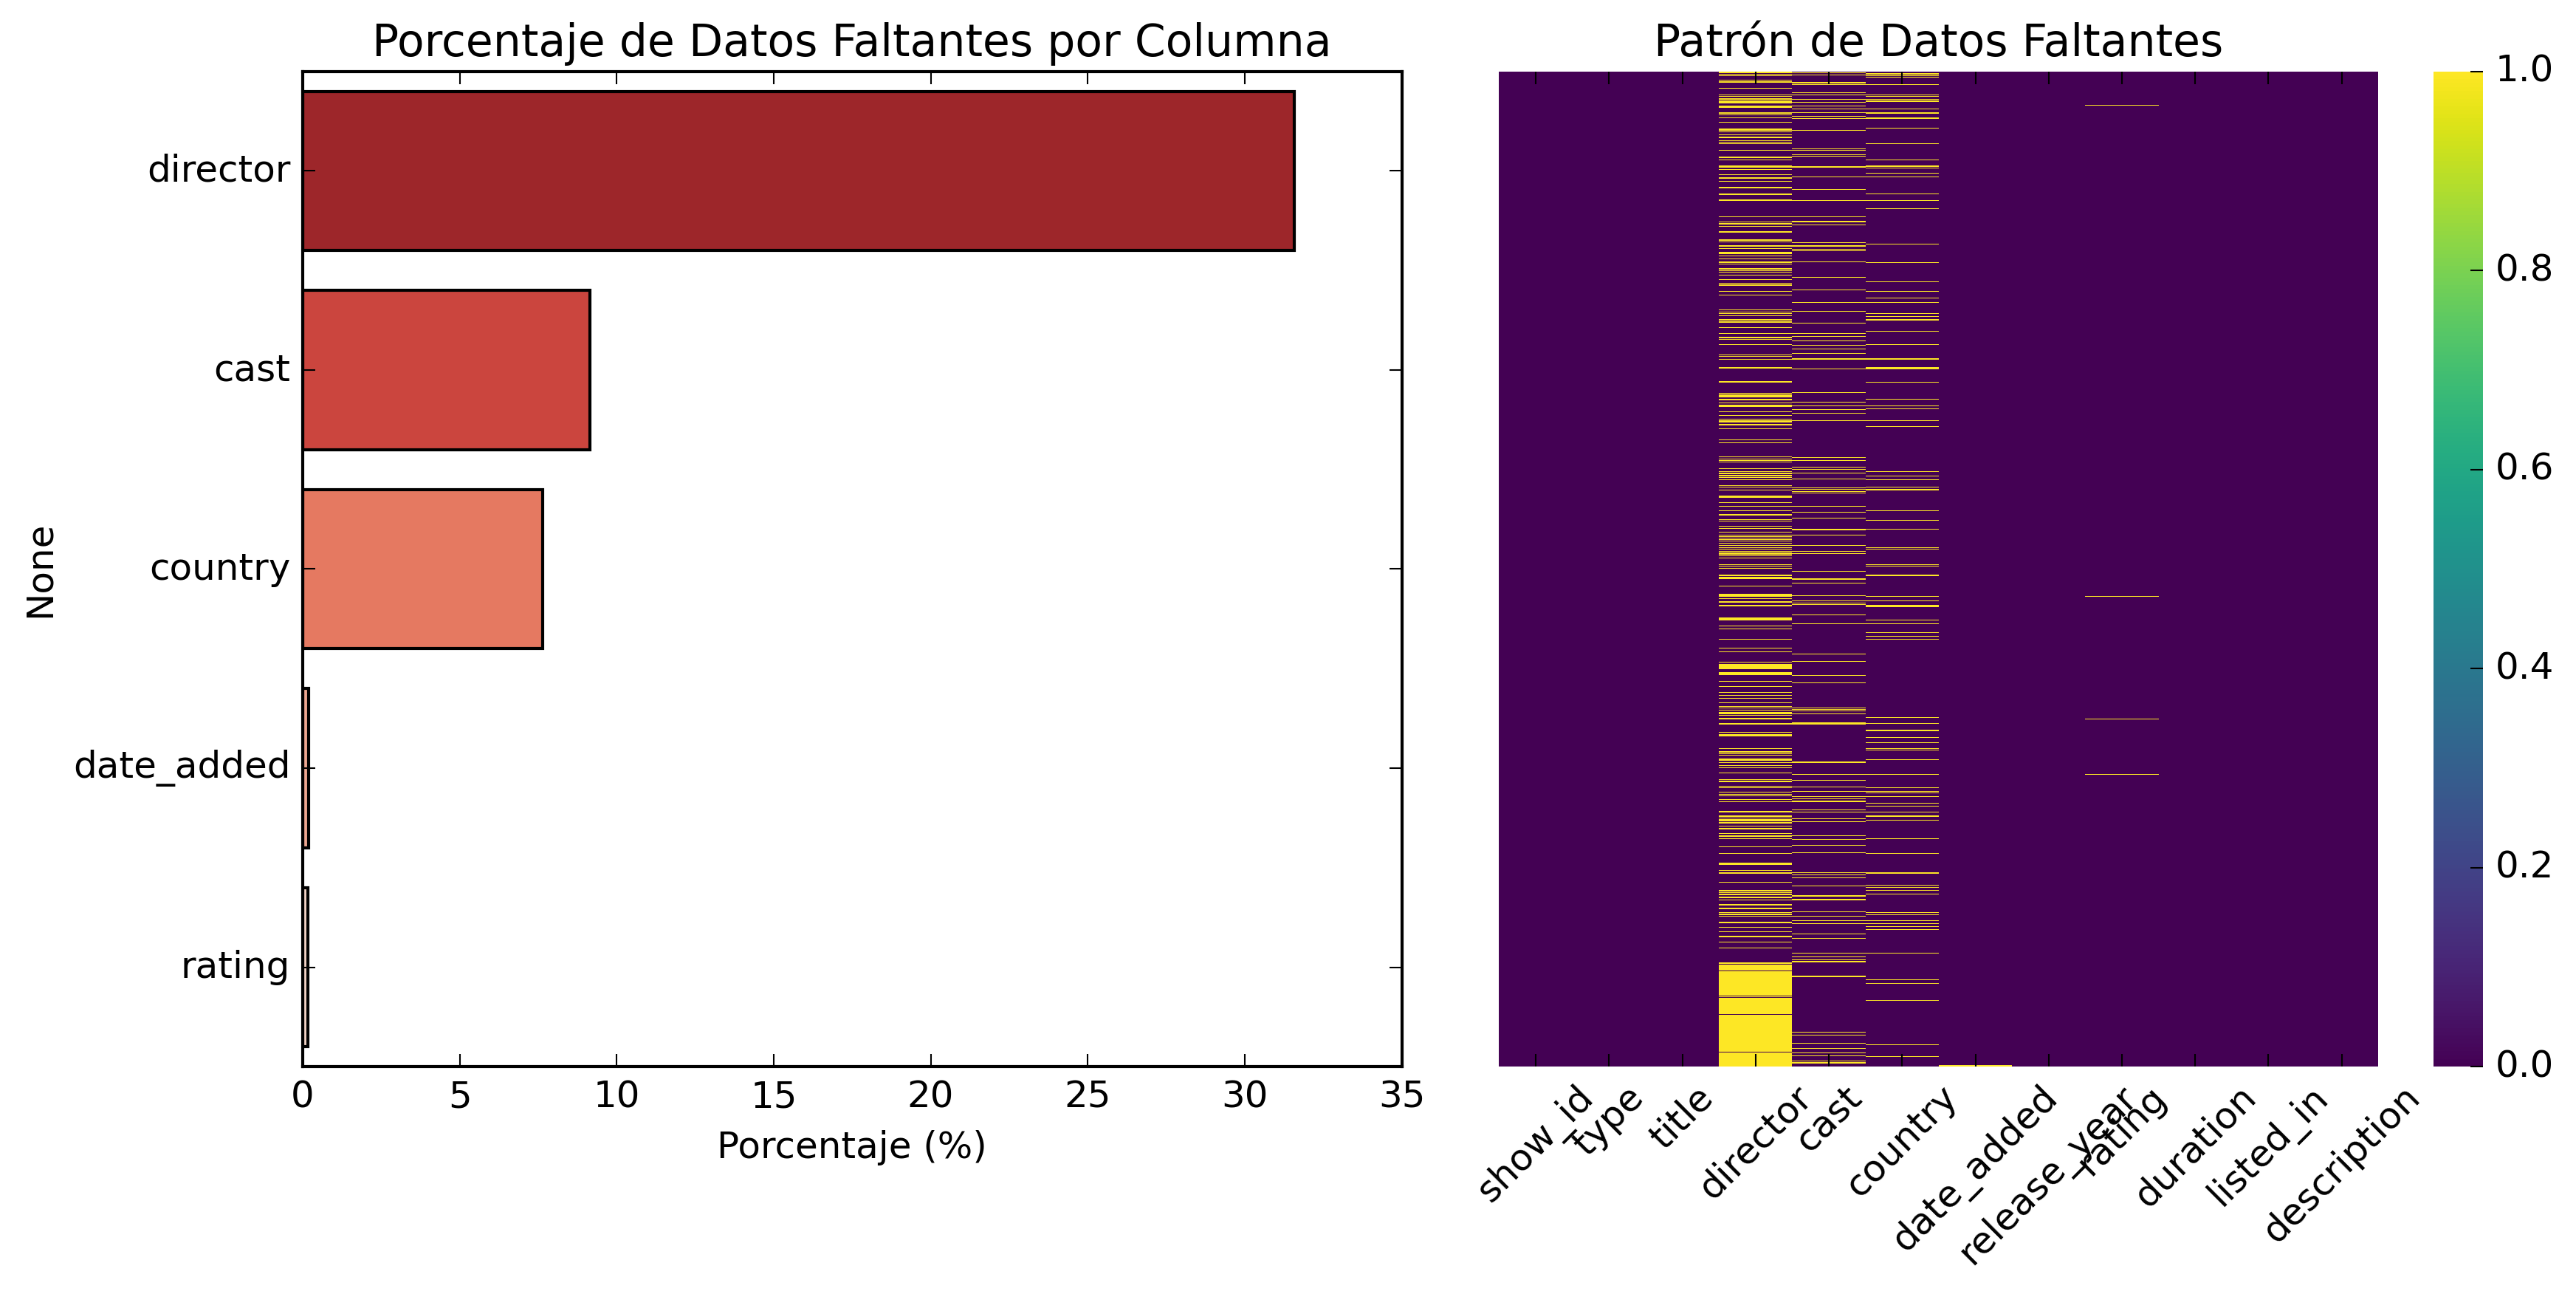 Porcentaje de Datos Faltantes por Columna
None
director
cast
country
date_added
rating
0 5 10 15 20 25 30 35
Porcentaje (%)
Patrón de Datos Faltantes
show_id
type
title
director
cast
country
date_added
release_year
rating
duration
listed_in
description
1.0
0.8
0.6
0.4
0.2
0.0